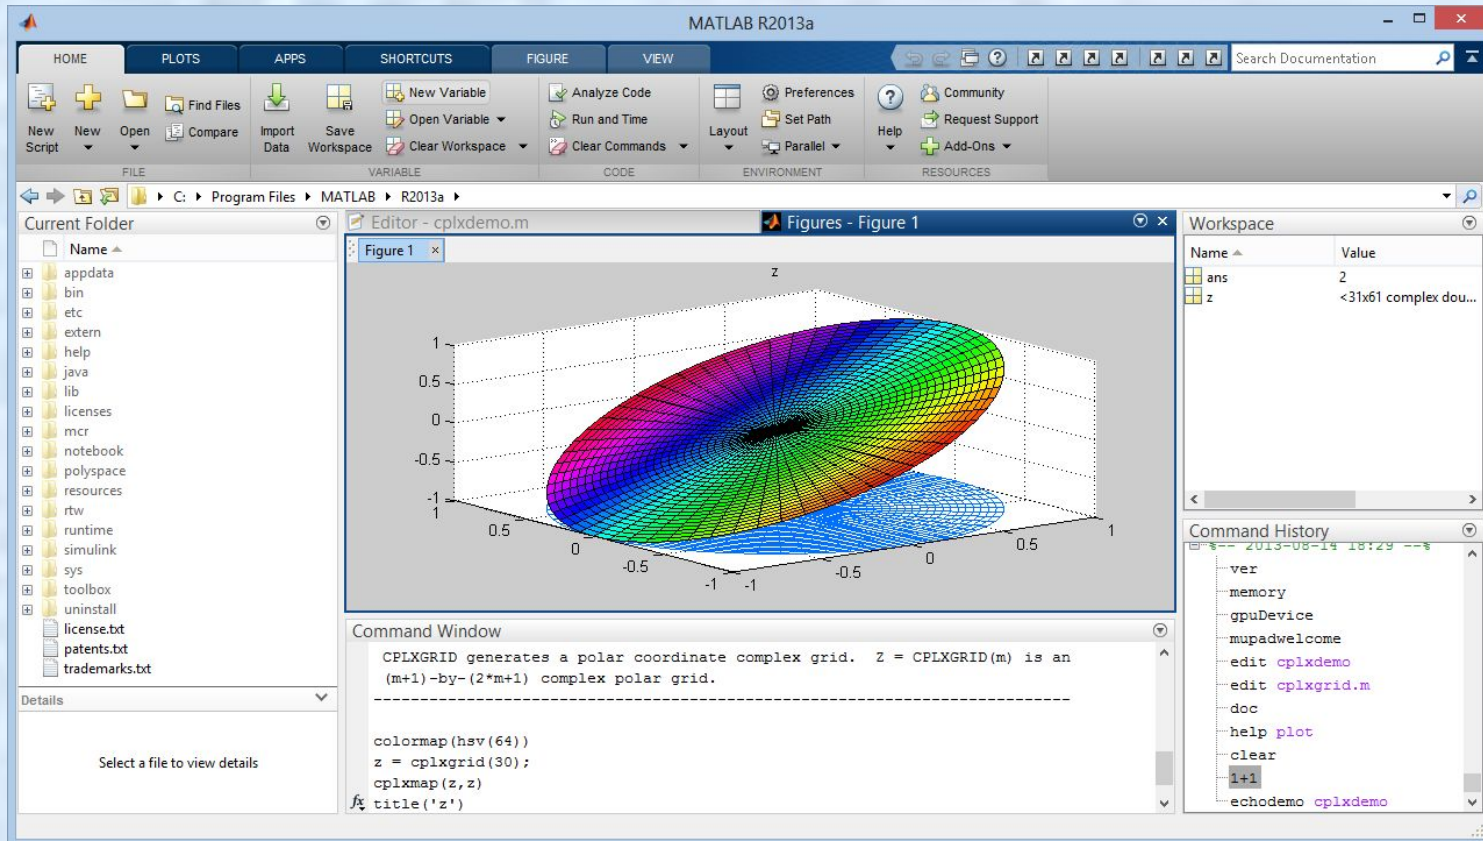 MATLAB R2013a
HOME PLOTS APPS SHORTCUTS FIGURE VIEW
Search Documentation
New Script
New
Open
Find Files
Compare
FILE
Import Data
Save Workspace
New Variable
Open Variable
Clear Workspace
VARIABLE
Analyze Code
Run and Time
Clear Commands
CODE
Layout
Preferences
Set Path
Parallel
ENVIRONMENT
Help
Community
Request Support
Add-Ons
RESOURCES
C: Program Files MATLAB R2013a
Current Folder
Name
appdata
bin
etc
extern
help
java
lib
licenses
mcr
notebook
polyspace
resources
rtw
runtime
simulink
sys
toolbox
uninstall
license.txt
patents.txt
trademarks.txt
Details
Select a file to view details
Editor - cplxdemo.m
Figures - Figure 1
Figure 1
z
1
0.5
0
-0.5
-1
1
0.5
0
-0.5
-1
-1
-0.5
0
0.5
1
Command Window
CPLXGRID generates a polar coordinate complex grid. Z = CPLXGRID(m) is an
(m+1)-by-(2*m+1) complex polar grid.
---------------------------------------------------------------------------
colormap(hsv(64))
z = cplxgrid(30);
cplxmap(z,z)
fx title('z')
Workspace
Name Value
ans 2
z <31x61 complex dou...
Command History
%-- 2013-08-14 18:29 --%
ver
memory
gpuDevice
mupadwelcome
edit cplxdemo
edit cplxgrid.m
doc
help plot
clear
1+1
echodemo cplxdemo